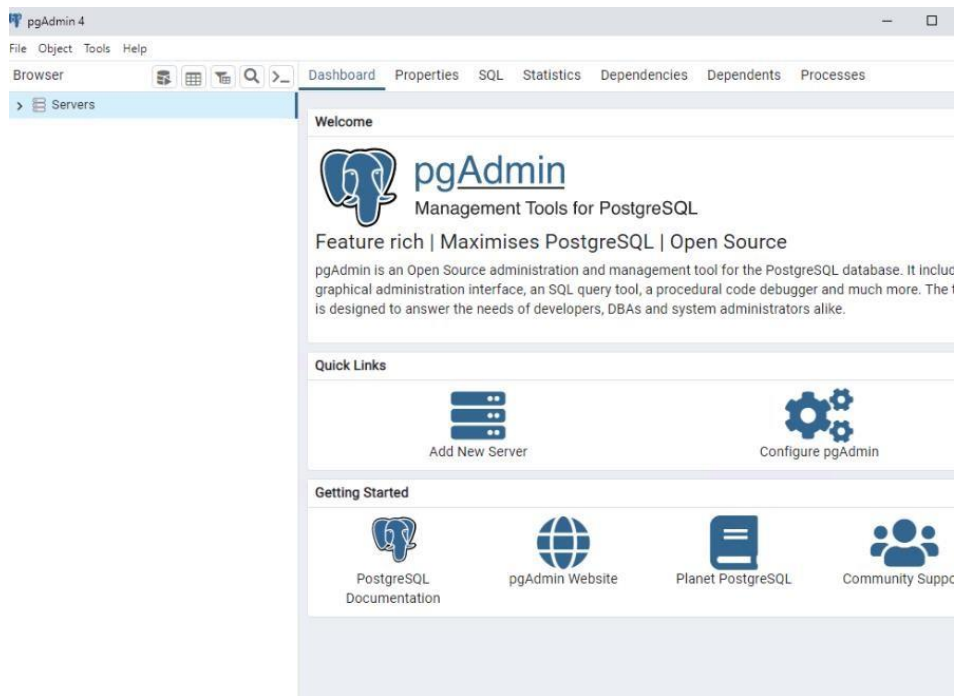 pgAdmin 4
File Object Tools Help
Browser
Dashboard Properties SQL Statistics Dependencies Dependents Processes
Servers
Welcome
pgAdmin
Management Tools for PostgreSQL
Feature rich | Maximises PostgreSQL | Open Source
pgAdmin is an Open Source administration and management tool for the PostgreSQL database. It includ
graphical administration interface, an SQL query tool, a procedural code debugger and much more. The t
is designed to answer the needs of developers, DBAs and system administrators alike.
Quick Links
Add New Server
Configure pgAdmin
Getting Started
PostgreSQL
Documentation
pgAdmin Website
Planet PostgreSQL
Community Suppo